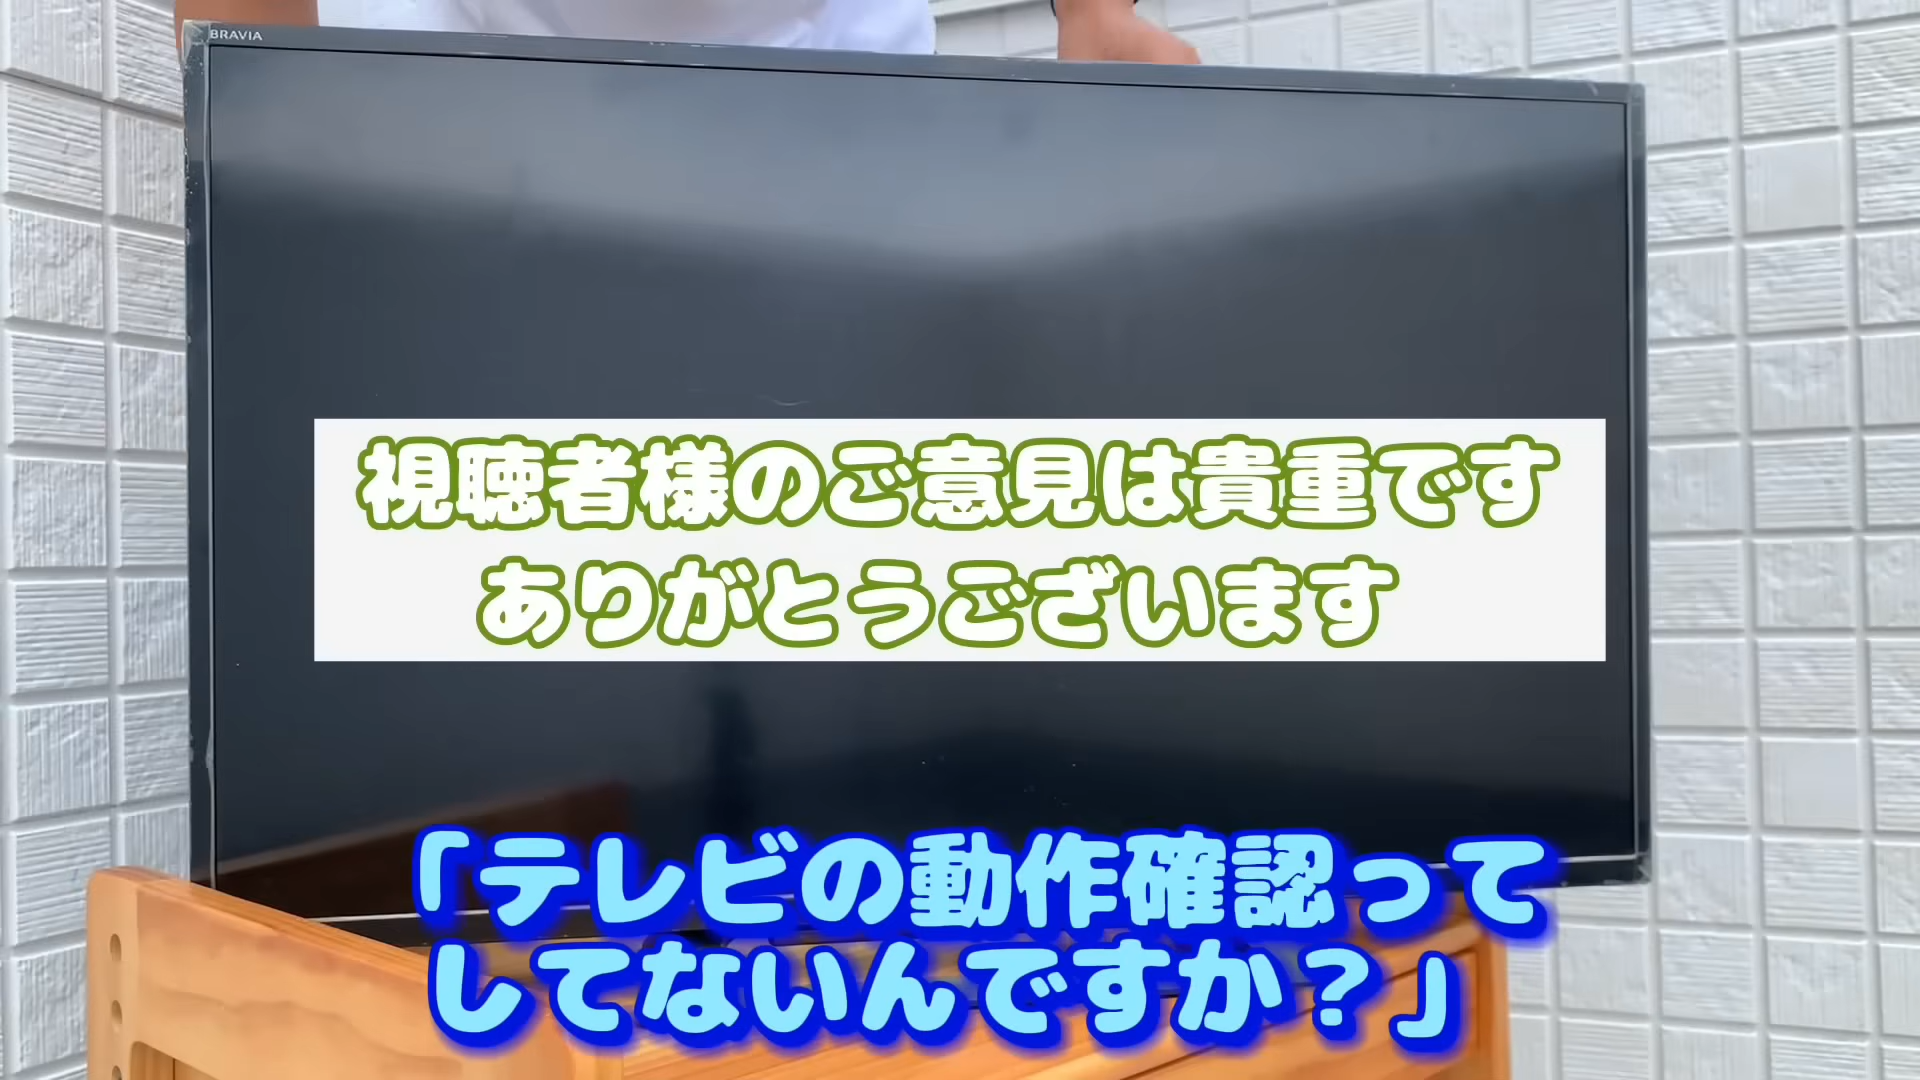 BRAVIA
視聴者様のご意見は貴重です
ありがとうございます
「テレビの動作確認って
してないんですか？」